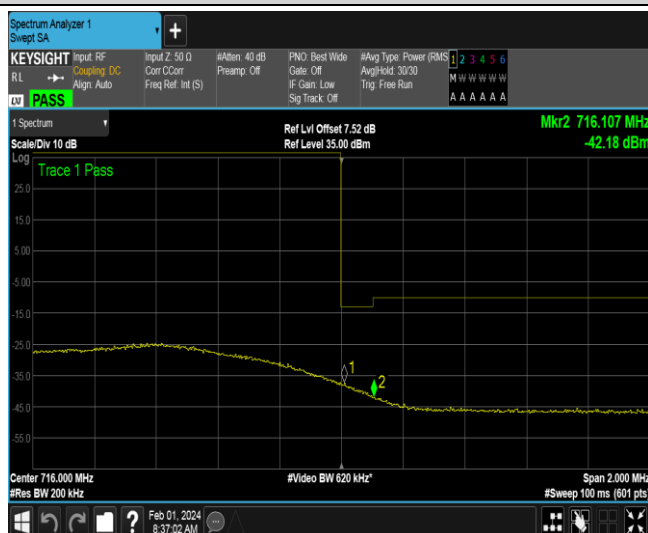 Spectrum Analyzer 1
Swept SA
+
KEYSIGHT
RL
LXI PASS
Input: RF
Coupling: DC
Align: Auto
Input Z: 50 Ω
Corr CCorr
Freq Ref: Int (S)
#Atten: 40 dB
Preamp: Off
PNO: Best Wide
Gate: Off
IF Gain: Low
Sig Track: Off
#Avg Type: Power (RMS
Avg|Hold: 30/30
Trig: Free Run
1 2 3 4 5 6
M W W W W W
A A A A A A
1 Spectrum
Scale/Div 10 dB
Ref Lvl Offset 7.52 dB
Ref Level 35.00 dBm
Mkr2 716.107 MHz
-42.18 dBm
Log
Trace 1 Pass
25.0
15.0
5.00
-5.00
-15.0
-25.0
-35.0
-45.0
-55.0
1
2
Center 716.000 MHz
#Res BW 200 kHz
#Video BW 620 kHz*
Span 2.000 MHz
#Sweep 100 ms (601 pts)
?
Feb 01, 2024
8:37:02 AM